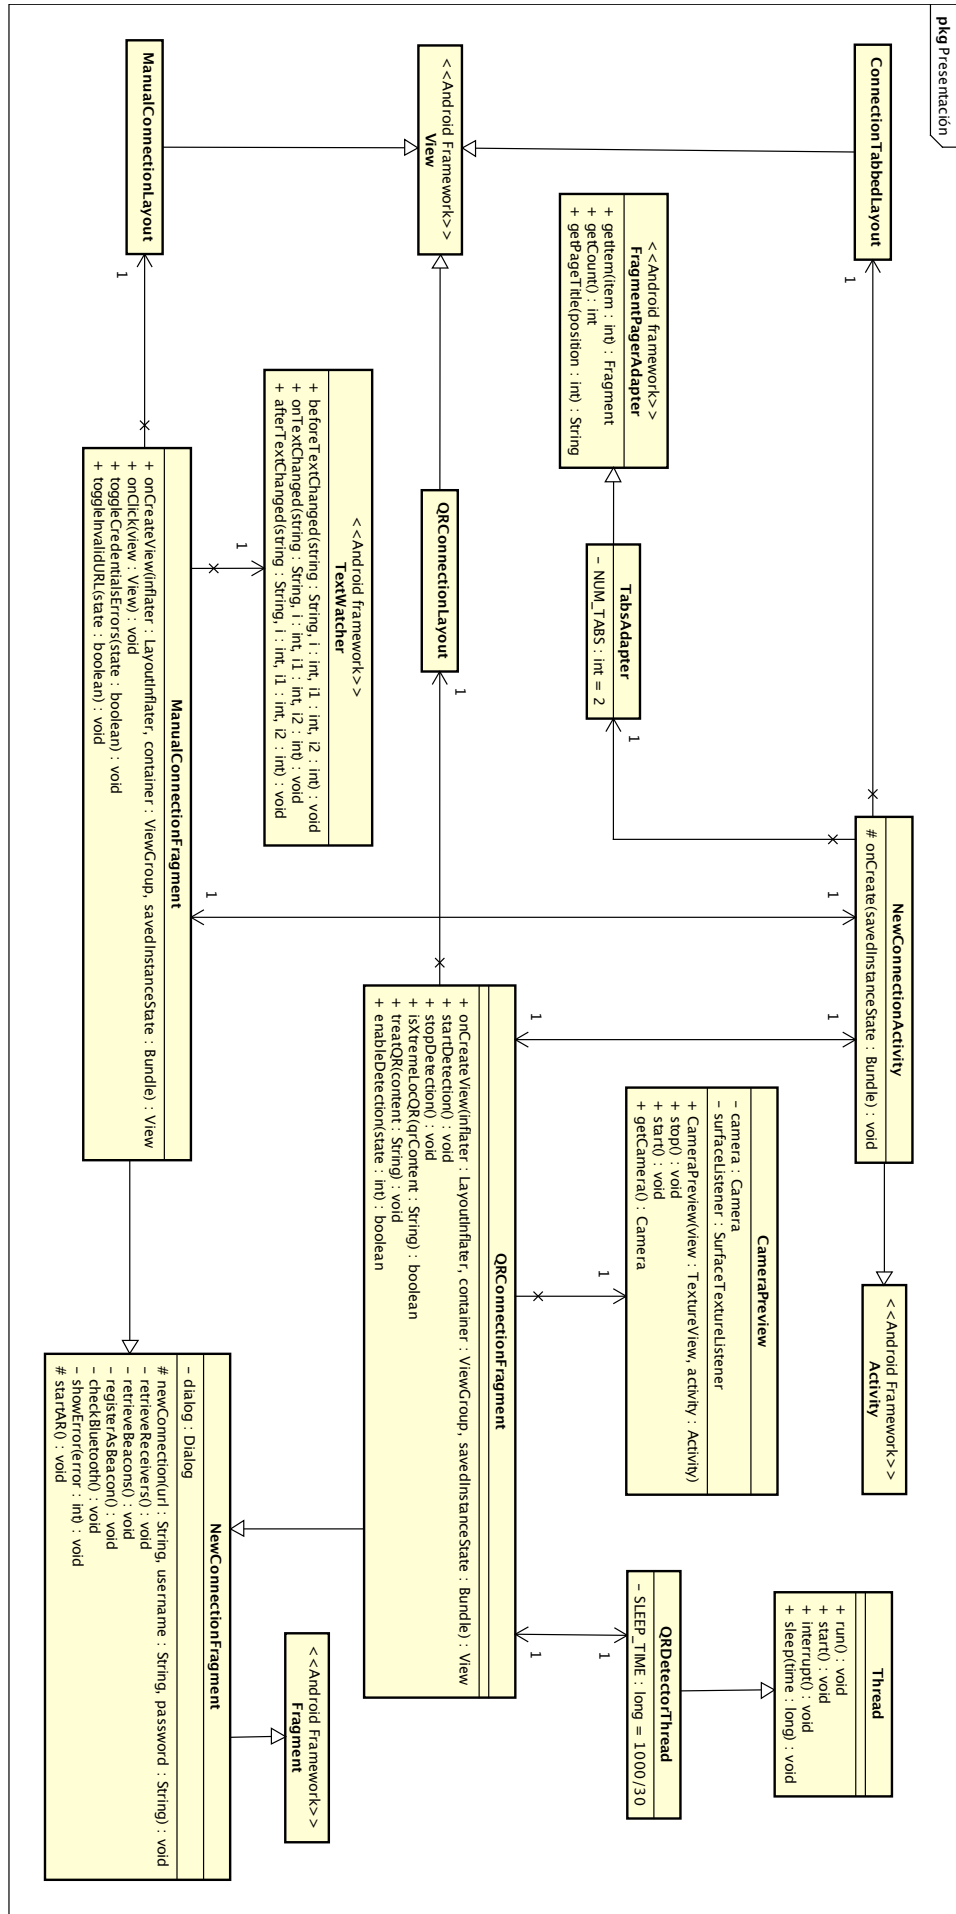 pkg Presentación
ConnectionTabbedLayout
1
NewConnectionActivity
# onCreate(savedInstanceState : Bundle) : void
1
1
<<Android Framework>>
Activity
<<Android framework>>
FragmentPagerAdapter
+ getItem(item : int) : Fragment
+ getCount() : int
+ getPageTitle(position : int) : String
TabsAdapter
- NUM_TABS : int = 2
1
CameraPreview
- camera : Camera
- surfaceListener : SurfaceTextureListener
+ CameraPreview(view : TextureView, activity : Activity)
+ stop() : void
+ start() : void
+ getCamera() : Camera
1
Thread
+ run() : void
+ start() : void
+ interrupt() : void
+ sleep(time : long) : void
QRDetectorThread
- SLEEP_TIME : long = 1000/30
1
1
<<Android Framework>>
View
QRConnectionLayout
1
1
QRConnectionFragment
+ onCreateView(inflater : LayoutInflater, container : ViewGroup, savedInstanceState : Bundle) : View
+ startDetection() : void
+ stopDetection() : void
+ isXtremeLocQR(qrContent : String) : boolean
+ treatQR(content : String) : void
+ enableDetection(state : int) : boolean
<<Android framework>>
TextWatcher
+ beforeTextChanged(string : String, i : int, i1 : int, i2 : int) : void
+ onTextChanged(string : String, i : int, i1 : int, i2 : int) : void
+ afterTextChanged(string : String, i : int, i1 : int, i2 : int) : void
1
1
<<Android Framework>>
Fragment
ManualConnectionLayout
1
ManualConnectionFragment
+ onCreateView(inflater : LayoutInflater, container : ViewGroup, savedInstanceState : Bundle) : View
+ onClick(view : View) : void
+ toggleCredentialsErrors(state : boolean) : void
+ toggleInvalidURL(state : boolean) : void
NewConnectionFragment
- dialog : Dialog
# newConnection(url : String, username : String, password : String) : void
- retrieveReceivers() : void
- retrieveBeacons() : void
- registerAsBeacon() : void
- checkBluetooth() : void
- showError(error : int) : void
# startAR() : void